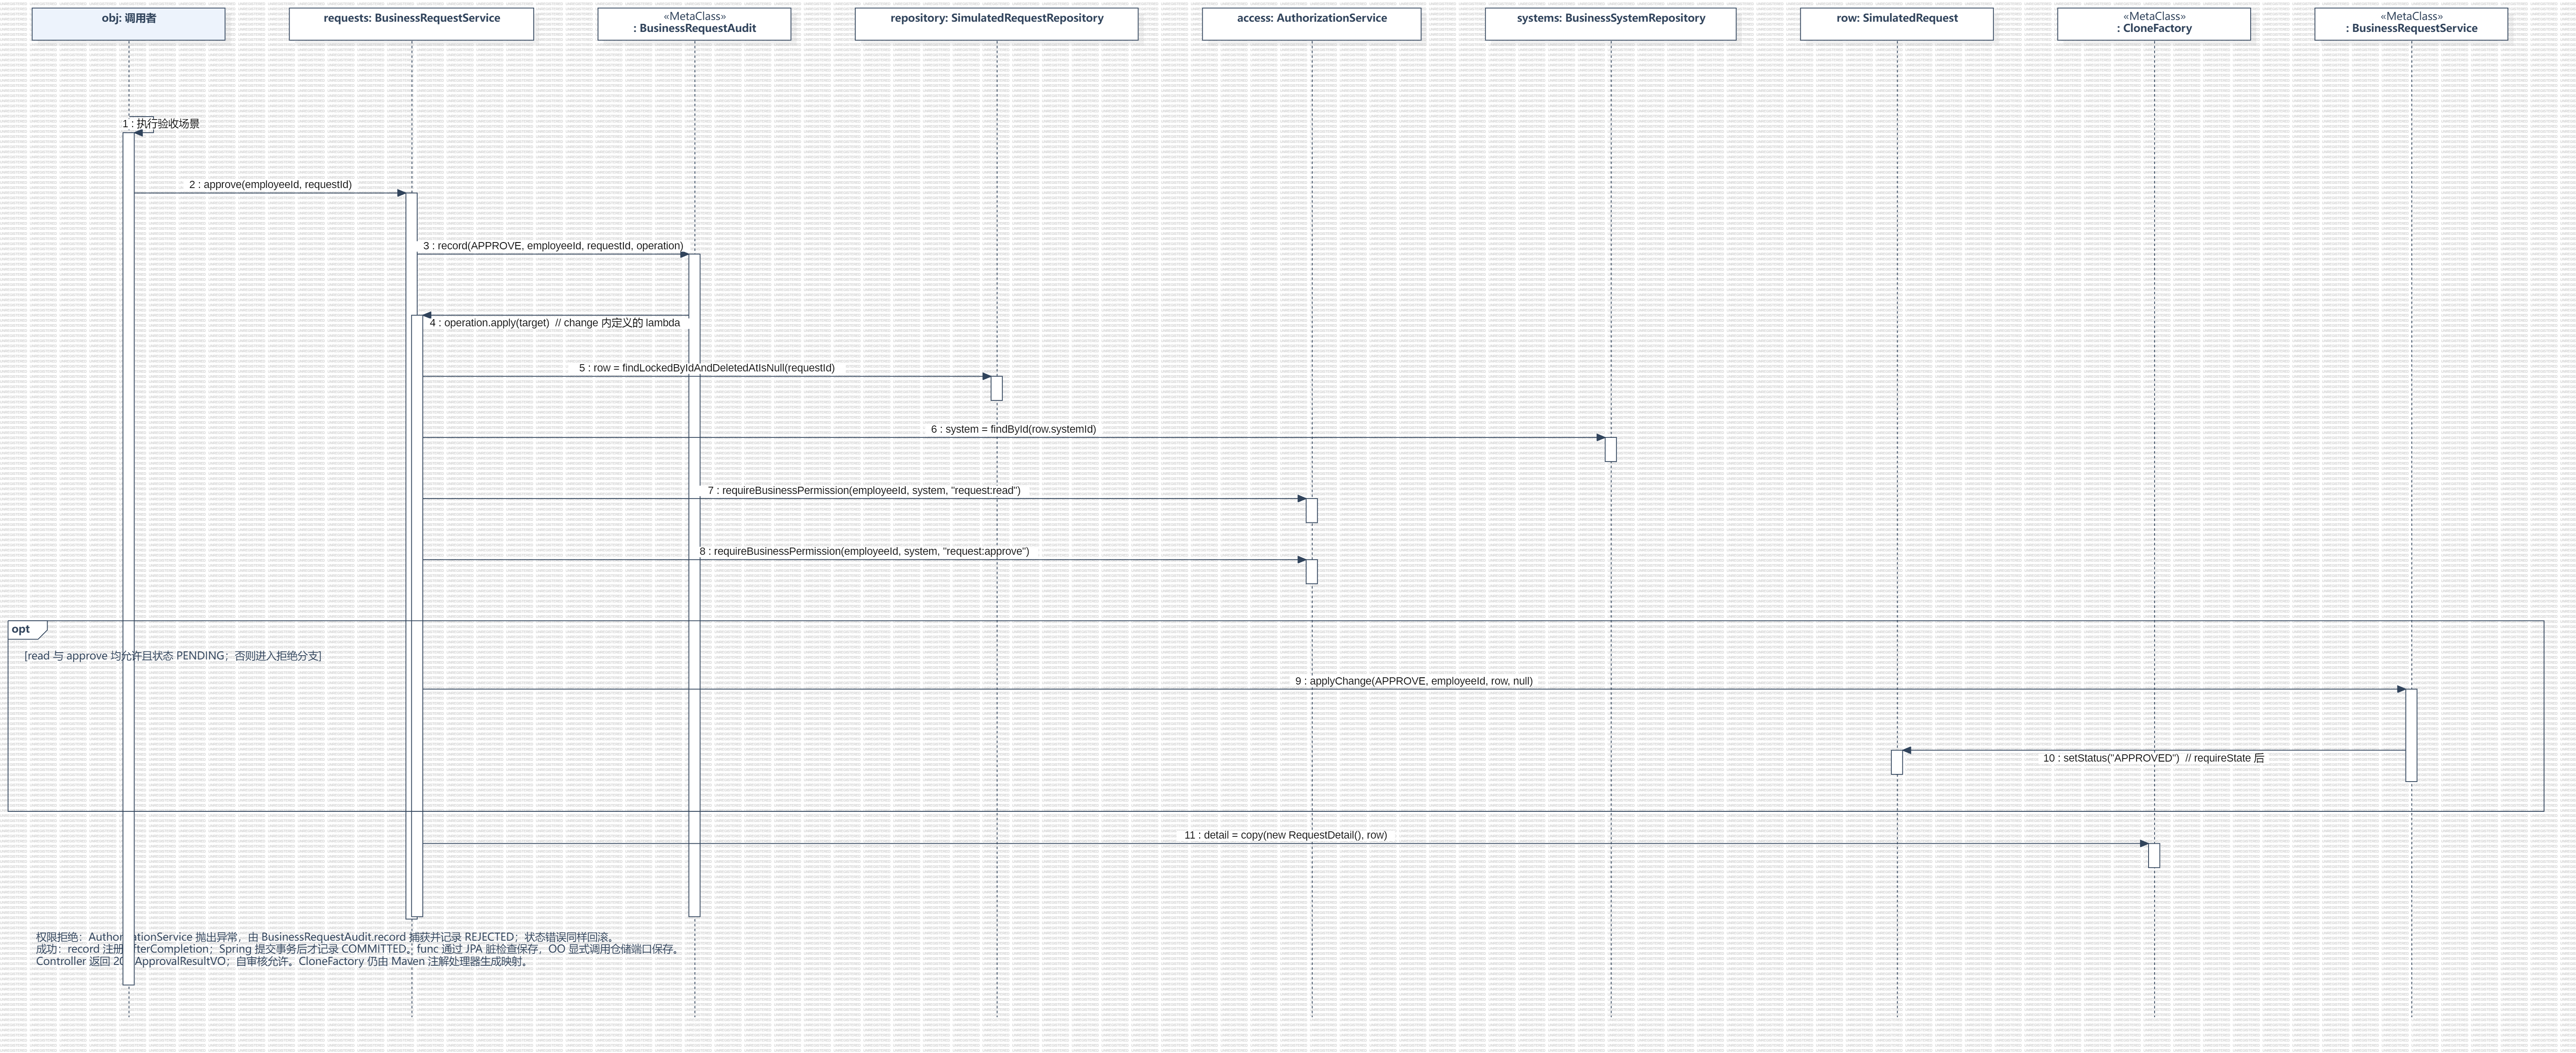 obj: 调用者
requests: BusinessRequestService
«MetaClass»
: BusinessRequestAudit
repository: SimulatedRequestRepository
access: AuthorizationService
systems: BusinessSystemRepository
row: SimulatedRequest
«MetaClass»
: CloneFactory
«MetaClass»
: BusinessRequestService
1 : 执行验收场景
2 : approve(employeeId, requestId)
3 : record(APPROVE, employeeId, requestId, operation)
4 : operation.apply(target)  // change 内定义的 lambda
5 : row = findLockedByIdAndDeletedAtIsNull(requestId)
6 : system = findById(row.systemId)
7 : requireBusinessPermission(employeeId, system, "request:read")
8 : requireBusinessPermission(employeeId, system, "request:approve")
opt
[read 与 approve 均允许且状态 PENDING；否则进入拒绝分支]
9 : applyChange(APPROVE, employeeId, row, null)
10 : setStatus("APPROVED")  // requireState 后
11 : detail = copy(new RequestDetail(), row)
权限拒绝：Author ationService 抛出异常，由 BusinessRequestAudit.record 捕获并记录 REJECTED；状态错误同样回滚。
成功：record 注册 fterCompletion；Spring 提交事务后才记录 COMMITTED。func 通过 JPA 脏检查保存，OO 显式调用仓储端口保存。
Controller 返回 20 ApprovalResultVO；自审核允许。CloneFactory 仍由 Maven 注解处理器生成映射。